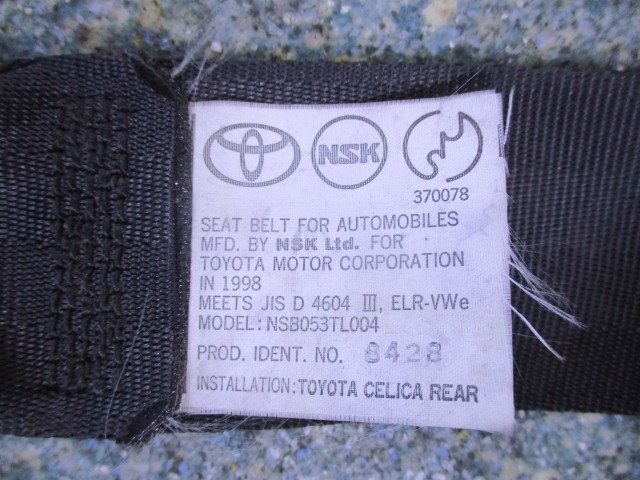 NSK
370078
SEAT BELT FOR AUTOMOBILES
MFD. BY NSK Ltd. FOR
TOYOTA MOTOR CORPORATION
IN 1998
MEETS JIS D 4604 III, ELR-VWe
MODEL: NSB053TL004
PROD. IDENT. NO. 8428
INSTALLATION: TOYOTA CELICA REAR